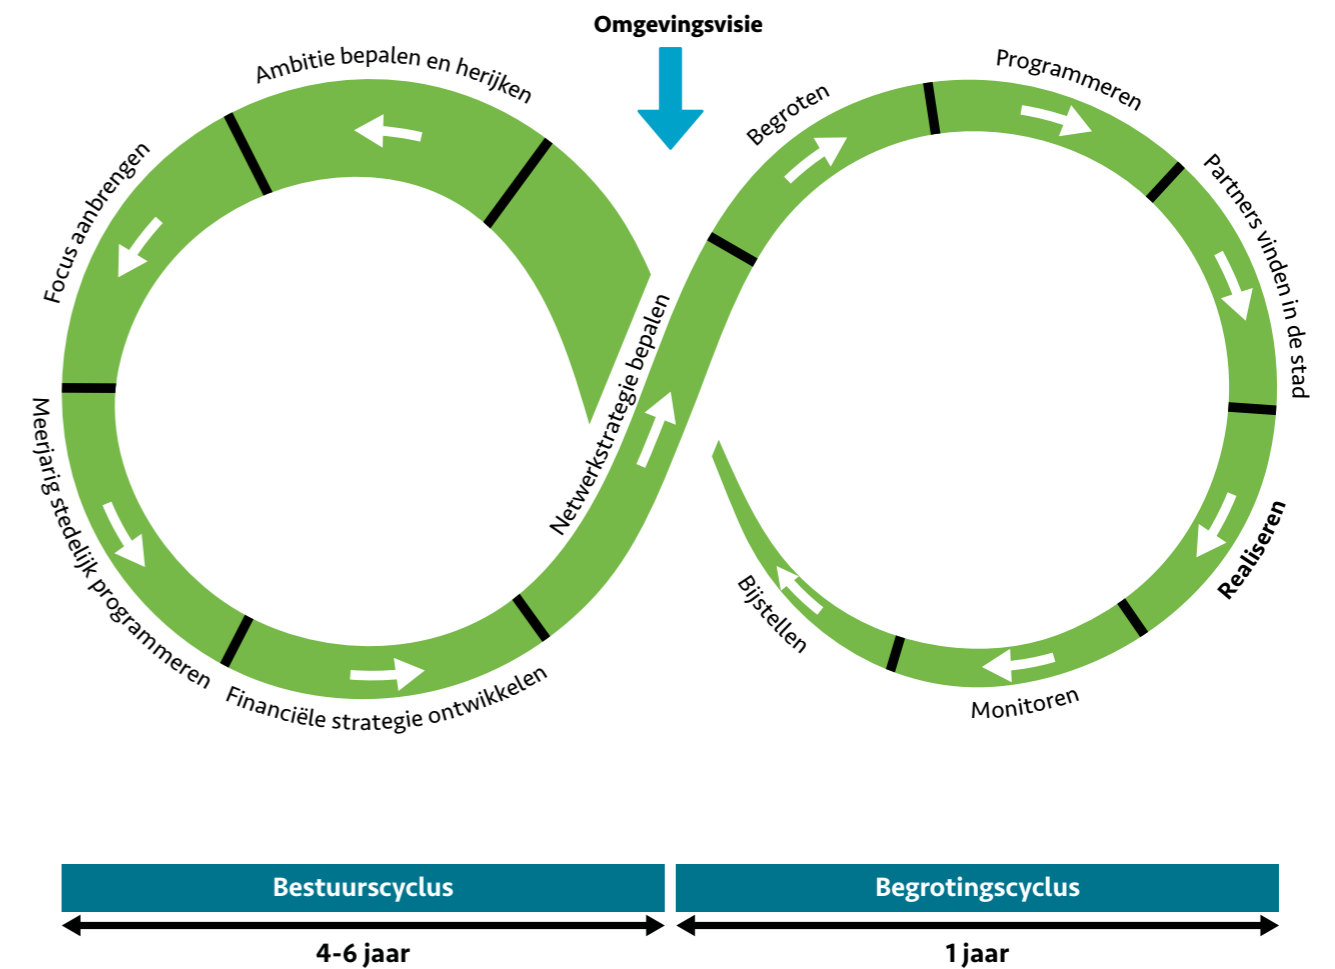 Omgevingsvisie
Ambitie bepalen en herijken
Focus aanbrengen
Meerjarig stedelijk programmeren
Financiële strategie ontwikkelen
Netwerkstrategie bepalen
Begroten
Programmeren
Partners vinden in de stad
Realiseren
Monitoren
Bijstellen
Bestuurscyclus
Begrotingscyclus
4-6 jaar
1 jaar